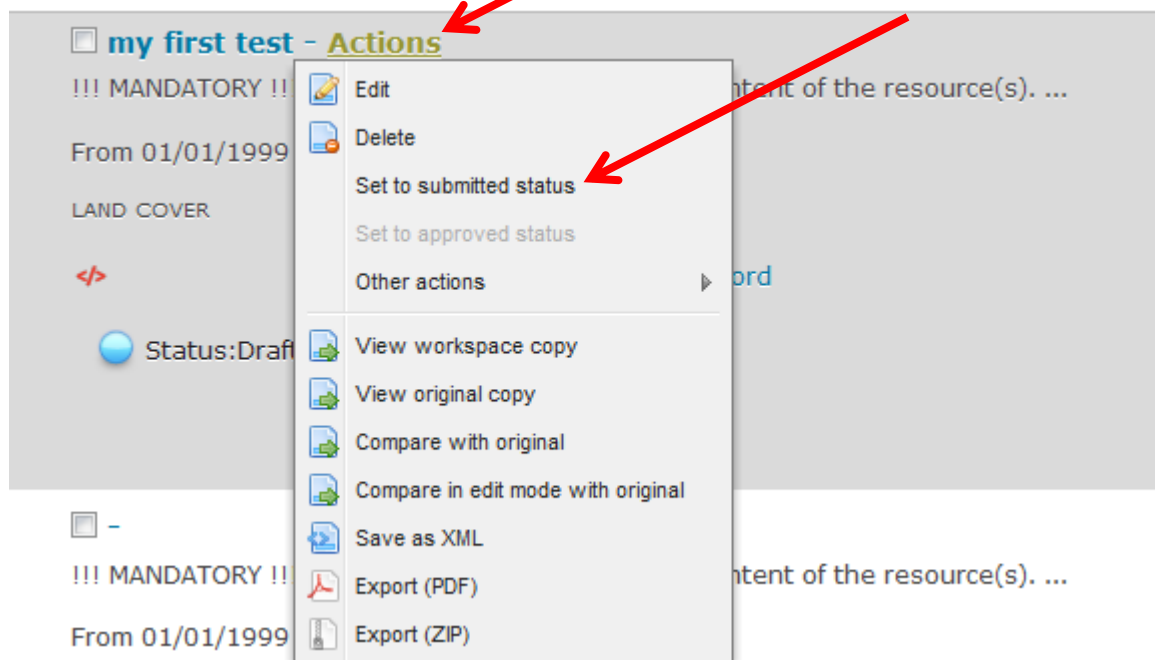 my first test - Actions
!!! MANDATORY !! ntent of the resource(s). ...
From 01/01/1999
LAND COVER
</> ord
Status:Draft
Edit
Delete
Set to submitted status
Set to approved status
Other actions
View workspace copy
View original copy
Compare with original
Compare in edit mode with original
Save as XML
Export (PDF)
Export (ZIP)
-
!!! MANDATORY !! ntent of the resource(s). ...
From 01/01/1999